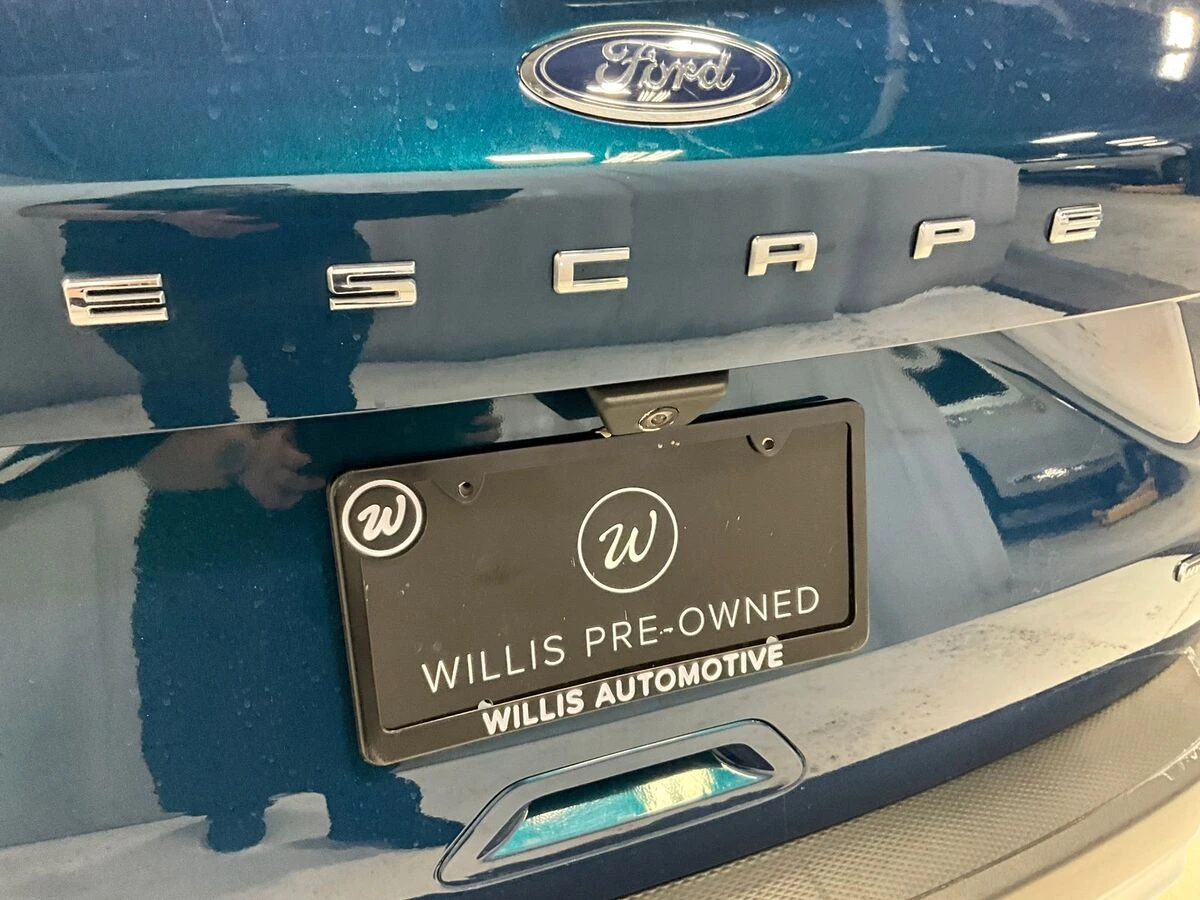 Ford
ESCAPE
W
W
WILLIS PRE-OWNED
WILLIS AUTOMOTIVE